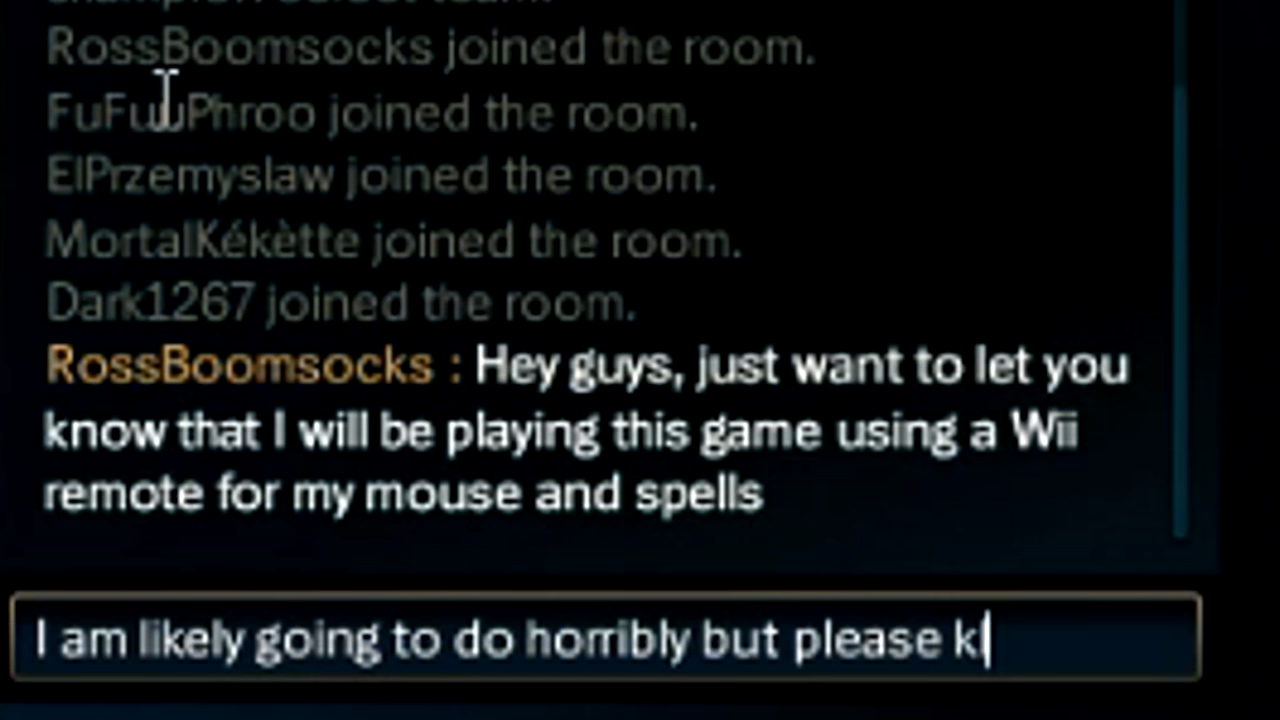 RossBoomsocks joined the room.
FuFuuPhroo joined the room.
ElPrzemyslaw joined the room.
MortalKékètte joined the room.
Dark1267 joined the room.
RossBoomsocks : Hey guys, just want to let you
know that I will be playing this game using a Wii
remote for my mouse and spells
I am likely going to do horribly but please k